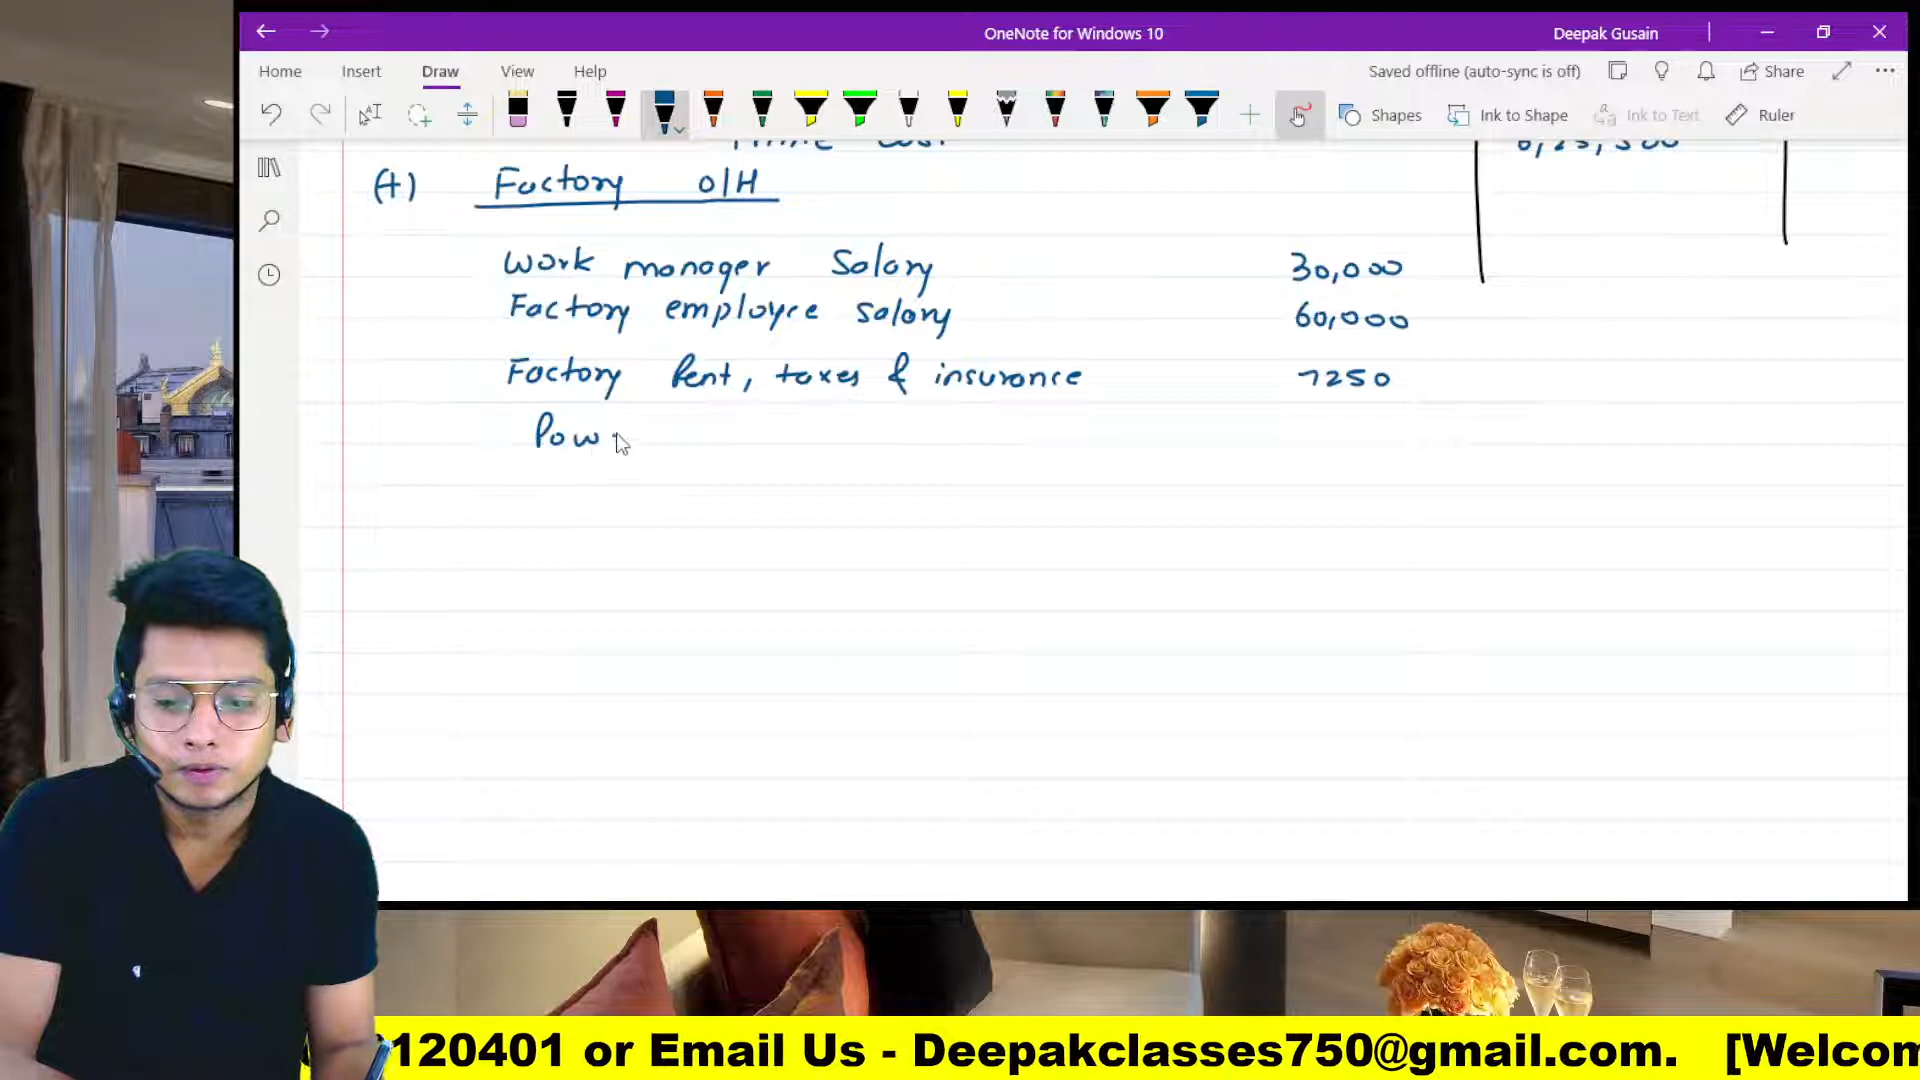 OneNote for Windows 10
Deepak Gusain
Home Insert Draw View Help
Saved offline (auto-sync is off)
Share
Shapes
Ink to Shape
Ink to Text
Ruler
(+) Factory O/H
Work manager Salary 30,000
Factory employee salary 60,000
Factory Rent, taxes & insurance 7250
Pow
120401 or Email Us - Deepakclasses750@gmail.com. [Welcom